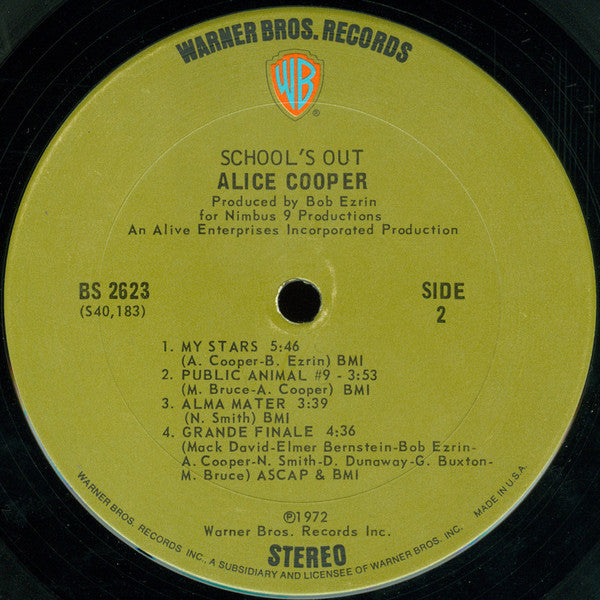 WARNER BROS. RECORDS
WB
®
SCHOOL'S OUT
ALICE COOPER
Produced by Bob Ezrin
for Nimbus 9 Productions
An Alive Enterprises Incorporated Production
BS 2623
(S40,183)
SIDE
2
1. MY STARS 5:46
(A. Cooper-B. Ezrin) BMI
2. PUBLIC ANIMAL #9 - 3:53
(M. Bruce-A. Cooper) BMI
3. ALMA MATER 3:39
(N. Smith) BMI
4. GRANDE FINALE 4:36
(Mack David-Elmer Bernstein-Bob Ezrin-
A. Cooper-N. Smith-D. Dunaway-G. Buxton-
M. Bruce) ASCAP & BMI
℗1972
Warner Bros. Records Inc.
STEREO
WARNER BROS. RECORDS INC., A SUBSIDIARY AND LICENSEE OF WARNER BROS. INC.
MADE IN U.S.A.